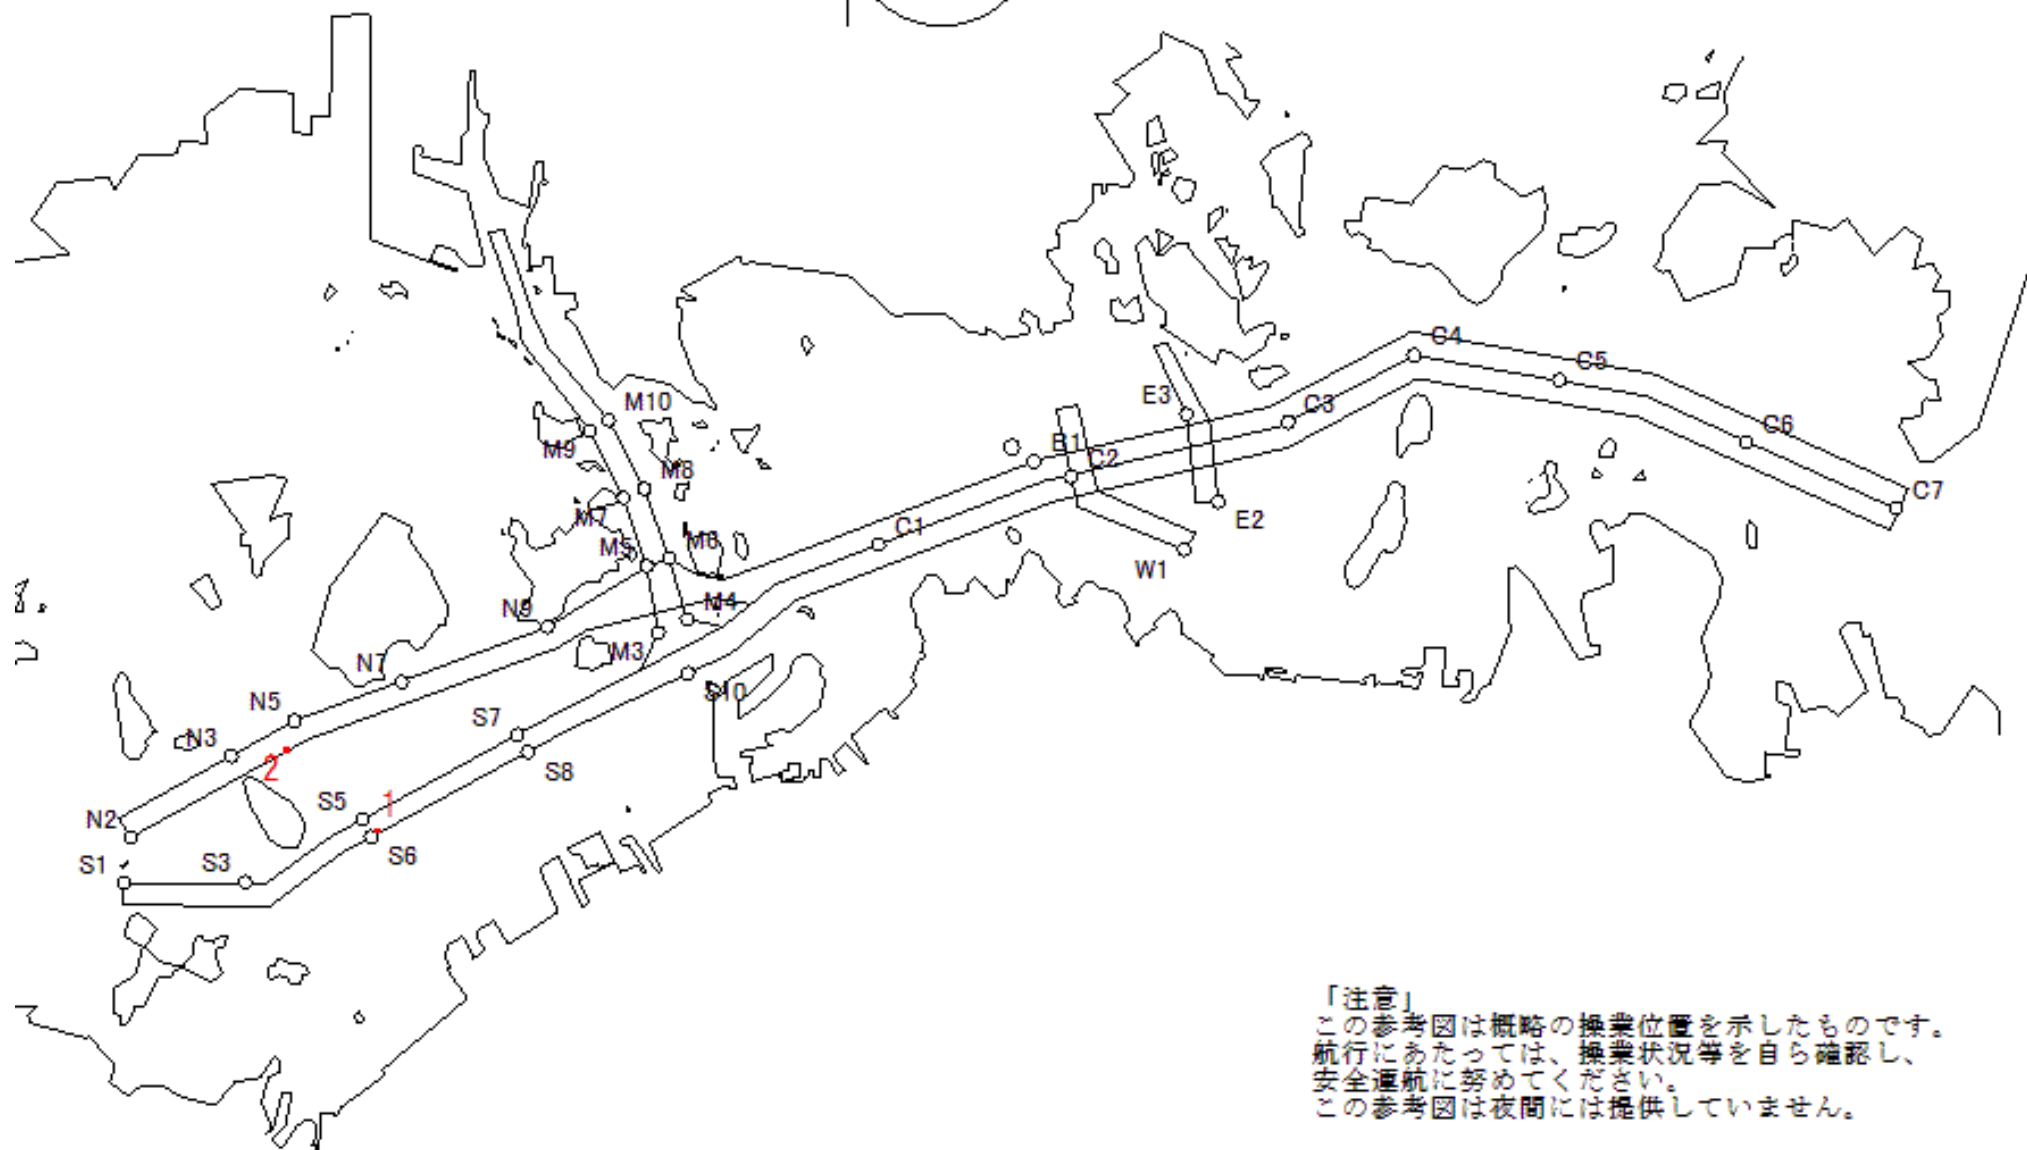 C4
C5
E3
M10
C3
C6
B1
M9
C2
M8
C7
M7
C1
E2
M5
M6
W1
N9
M4
M3
N7
S10
N5
S7
N3
2
S8
S5
1
N2
S6
S1
S3
「注意」
この参考図は概略の操業位置を示したものです。
航行にあたっては、操業状況等を自ら確認し、
安全運航に努めてください。
この参考図は夜間には提供していません。